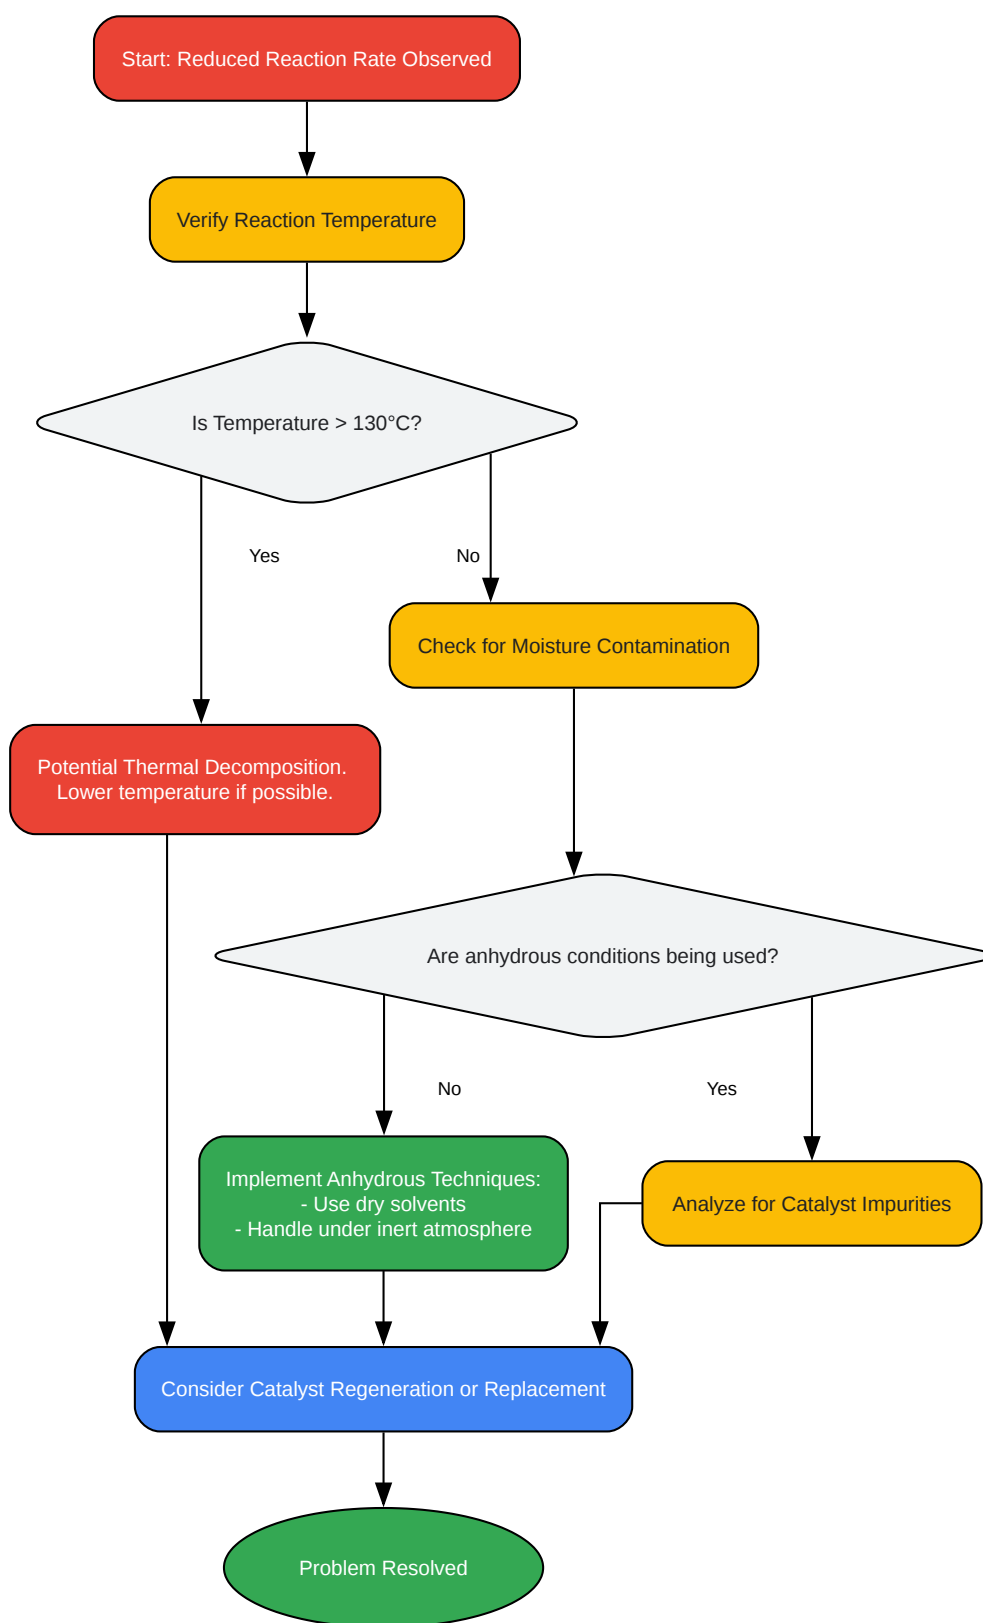 Start: Reduced Reaction Rate Observed
Verify Reaction Temperature
Is Temperature > 130°C?
Yes
No
Check for Moisture Contamination
Potential Thermal Decomposition.
Lower temperature if possible.
Are anhydrous conditions being used?
No
Yes
Implement Anhydrous Techniques:
- Use dry solvents
- Handle under inert atmosphere
Analyze for Catalyst Impurities
Consider Catalyst Regeneration or Replacement
Problem Resolved